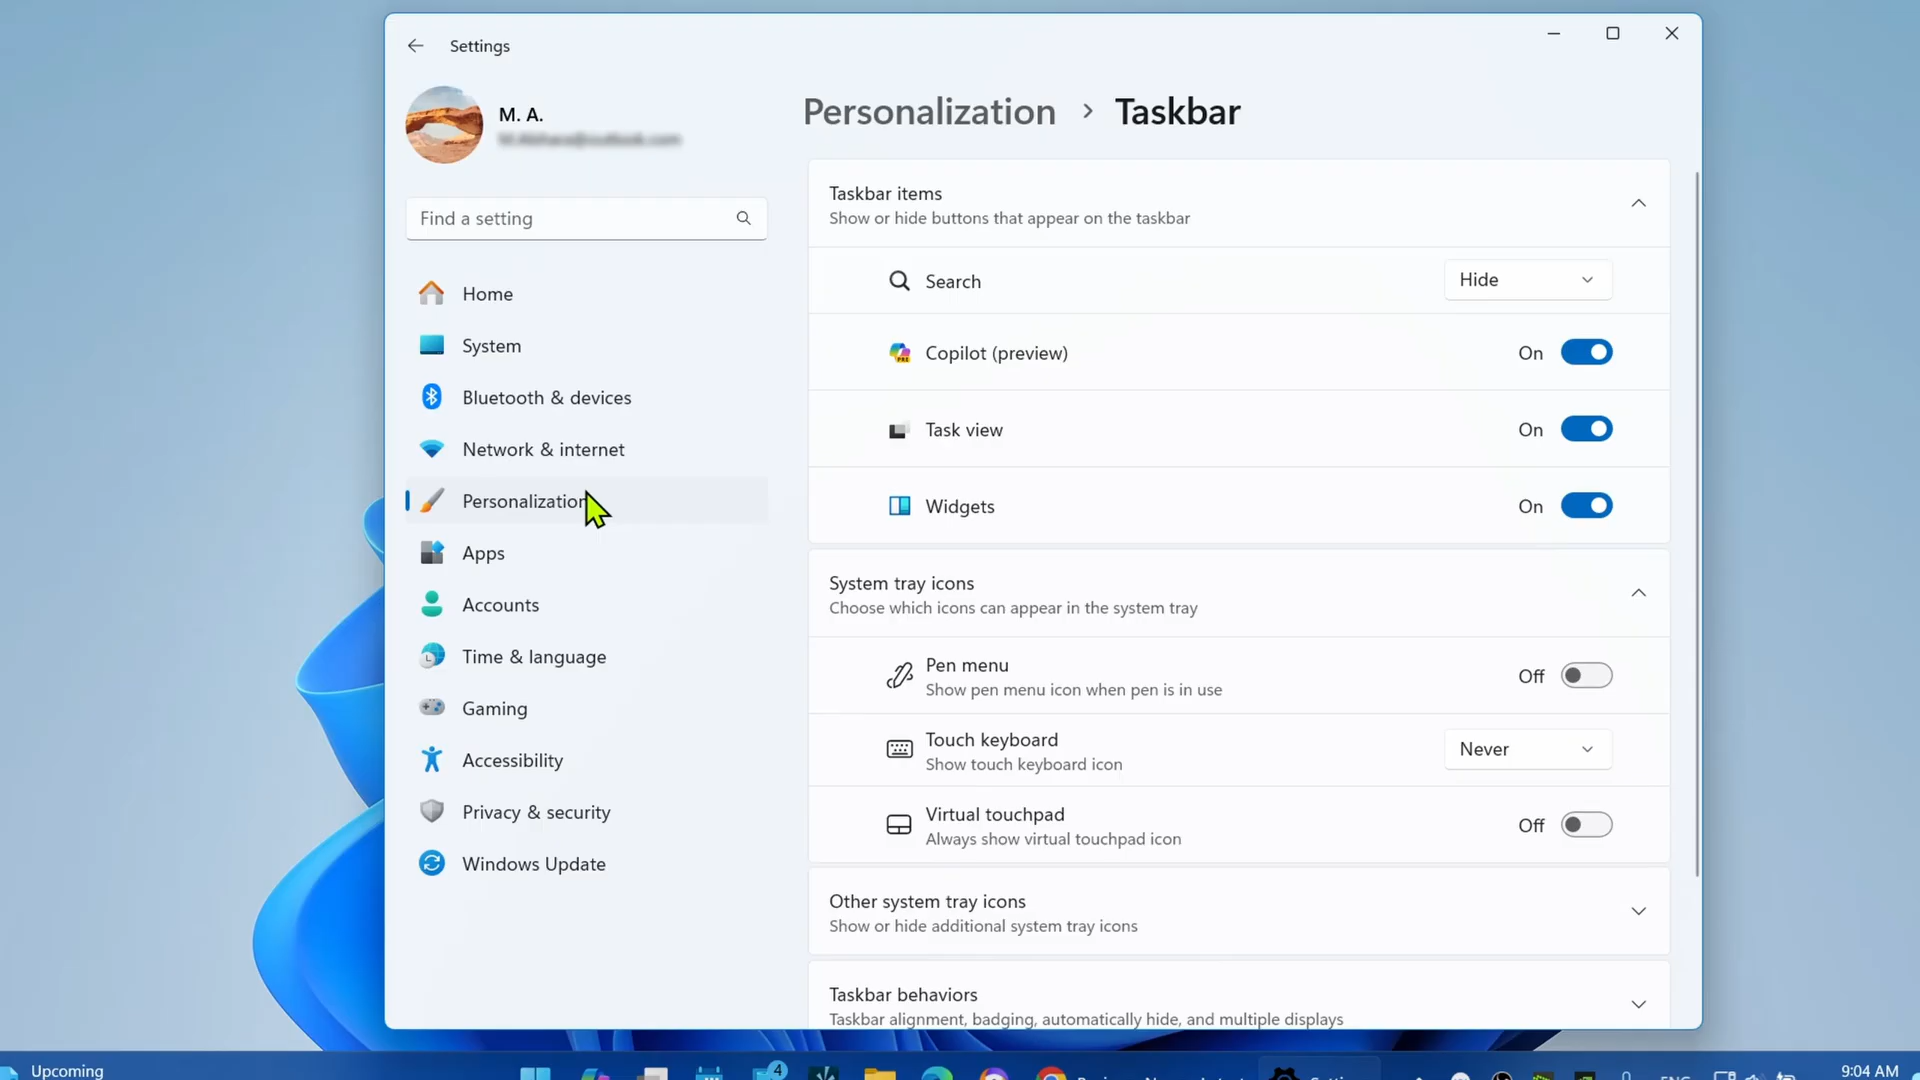 Settings
M. A.
Find a setting
Home
System
Bluetooth & devices
Network & internet
Personalization
Apps
Accounts
Time & language
Gaming
Accessibility
Privacy & security
Windows Update
Personalization > Taskbar
Taskbar items
Show or hide buttons that appear on the taskbar
Search
Hide
Copilot (preview)
On
Task view
On
Widgets
On
System tray icons
Choose which icons can appear in the system tray
Pen menu
Show pen menu icon when pen is in use
Off
Touch keyboard
Show touch keyboard icon
Never
Virtual touchpad
Always show virtual touchpad icon
Off
Other system tray icons
Show or hide additional system tray icons
Taskbar behaviors
Taskbar alignment, badging, automatically hide, and multiple displays
Upcoming
4
9:04 AM